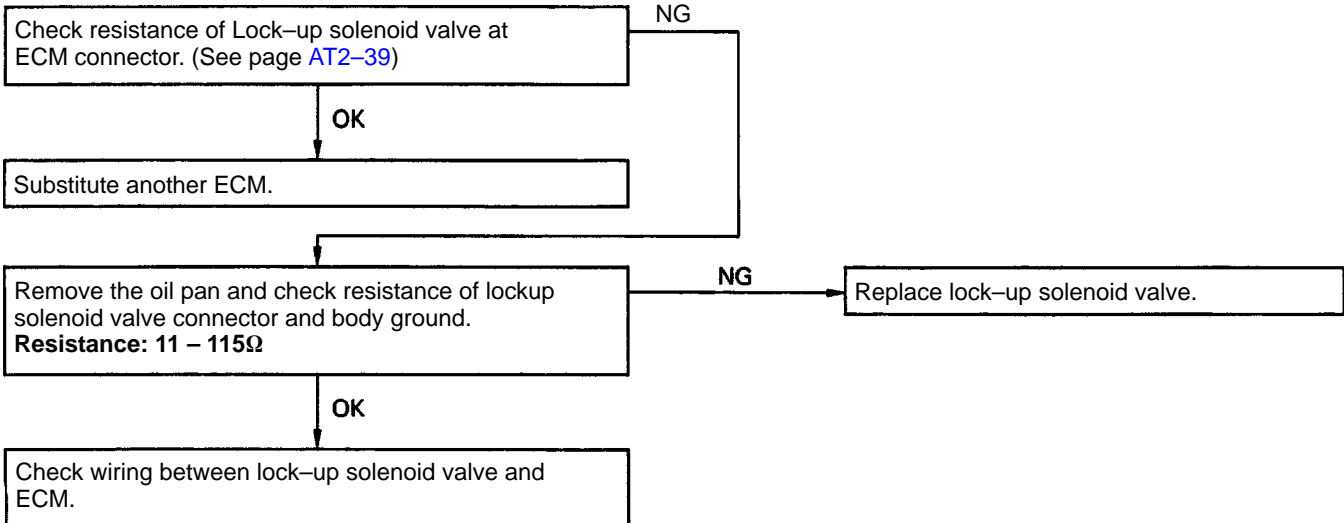 Check resistance of Lock–up solenoid valve at
ECM connector. (See page AT2–39)
NG
OK
Substitute another ECM.
Remove the oil pan and check resistance of lockup
solenoid valve connector and body ground.
Resistance: 11 – 115Ω
NG
Replace lock–up solenoid valve.
OK
Check wiring between lock–up solenoid valve and
ECM.